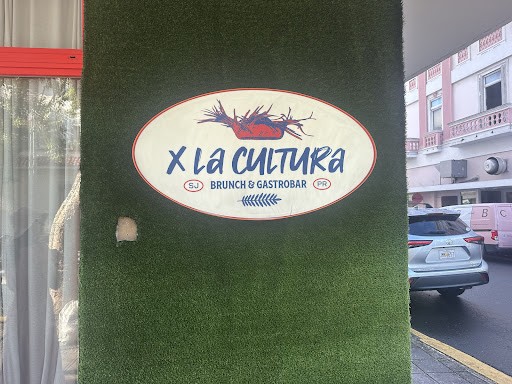 X LA CULTURA
BRUNCH & GASTROBAR
SJ PR
B C